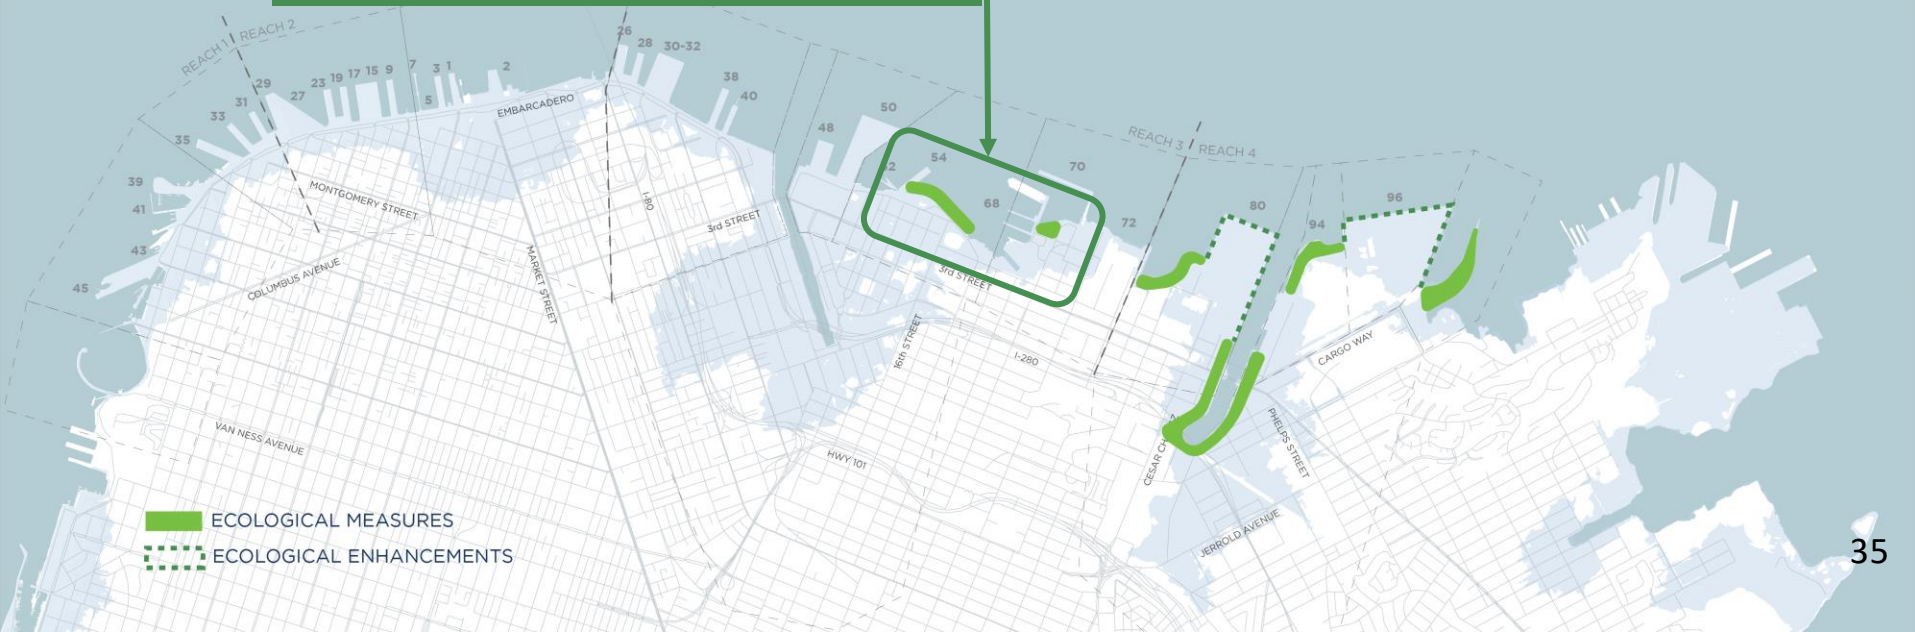 REACH 1
REACH 2
26
28
30-32
29
27
23
19
17
15
9
7
5
3
1
2
38
40
31
33
35
39
41
43
45
EMBARCADERO
MONTGOMERY STREET
COLUMBUS AVENUE
MARKET STREET
I-80
3rd STREET
48
50
54
68
70
72
REACH 3
REACH 4
80
94
96
3rd STREET
16th STREET
I-280
CARGO WAY
PHELPS STREET
CESAR
VAN NESS AVENUE
HWY 101
JERROLD AVENUE
ECOLOGICAL MEASURES
ECOLOGICAL ENHANCEMENTS
35